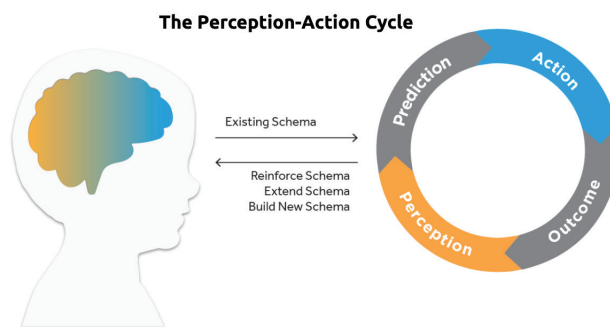 The Perception-Action Cycle
Existing Schema
Reinforce Schema
Extend Schema
Build New Schema
Prediction
Action
Outcome
Perception